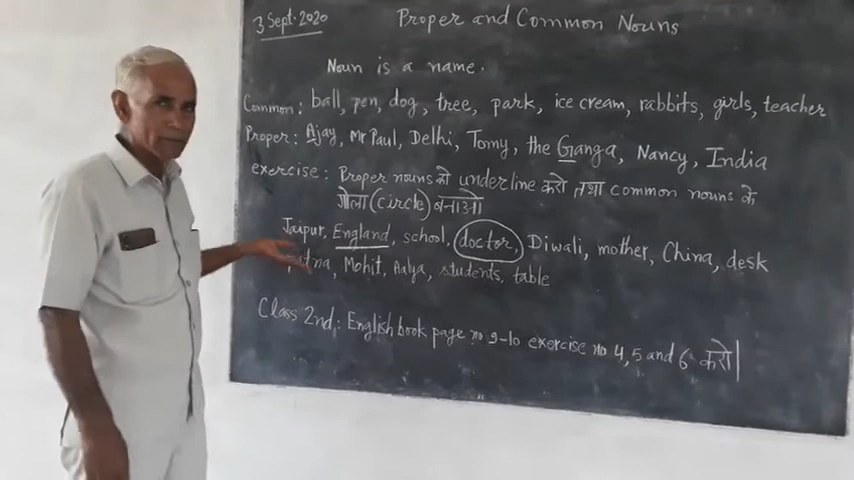 3 Sept. 2020
Proper and Common Nouns
Noun is a name.
Common: ball, pen, dog, tree, park, ice cream, rabbits, girls, teacher
Proper: Ajay, Mr Paul, Delhi, Tomy, the Ganga, Nancy, India
exercise: Proper nouns को underline करो तथा common nouns के
गोला (circle) बनाओ
Jaipur, England, school, doctor, Diwali, mother, China, desk
Mohit, Aalya, students, table
Class 2nd: English book page no 9-10 exercise no 4, 5 and 6 करो|